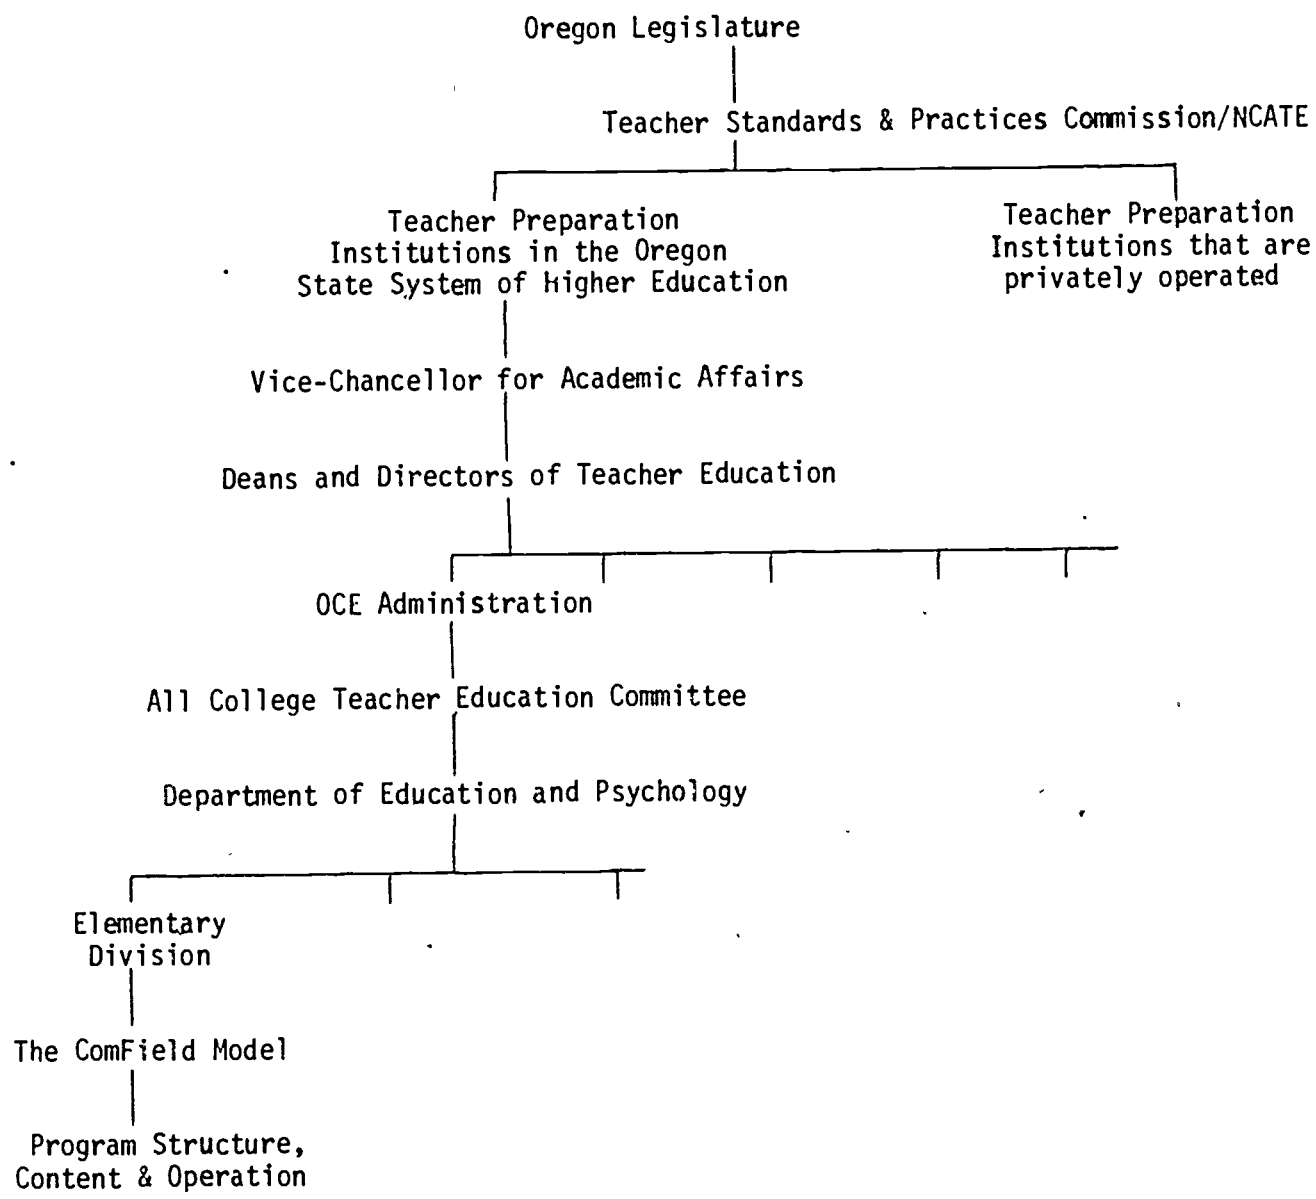 Oregon Legislature
Teacher Standards & Practices Commission/NCATE
Teacher Preparation
Institutions in the Oregon
State System of Higher Education
Teacher Preparation
Institutions that are
privately operated
Vice-Chancellor for Academic Affairs
Deans and Directors of Teacher Education
OCE Administration
All College Teacher Education Committee
Department of Education and Psychology
Elementary
Division
The ComField Model
Program Structure,
Content & Operation